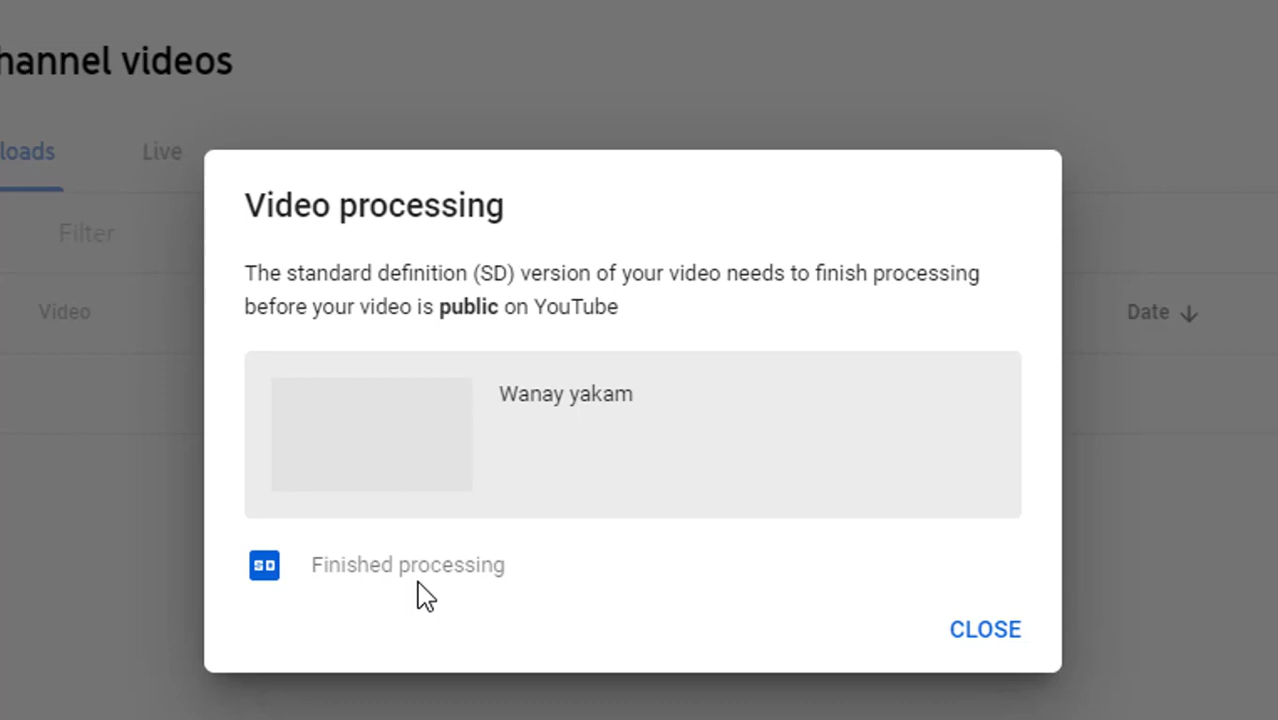 hannel videos
loads
Live
Filter
Video
Date
Video processing
The standard definition (SD) version of your video needs to finish processing
before your video is public on YouTube
Wanay yakam
SD
Finished processing
CLOSE